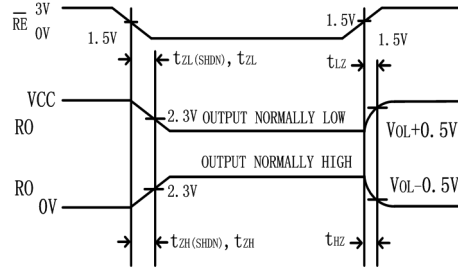 3V
RE
0V
1.5V
1.5V
1.5V
tZL(SHDN), tZL
tLZ
VCC
RO
2.3V
OUTPUT NORMALLY LOW
VOL+0.5V
OUTPUT NORMALLY HIGH
RO
2.3V
VOL-0.5V
0V
tZH(SHDN), tZH
tHZ